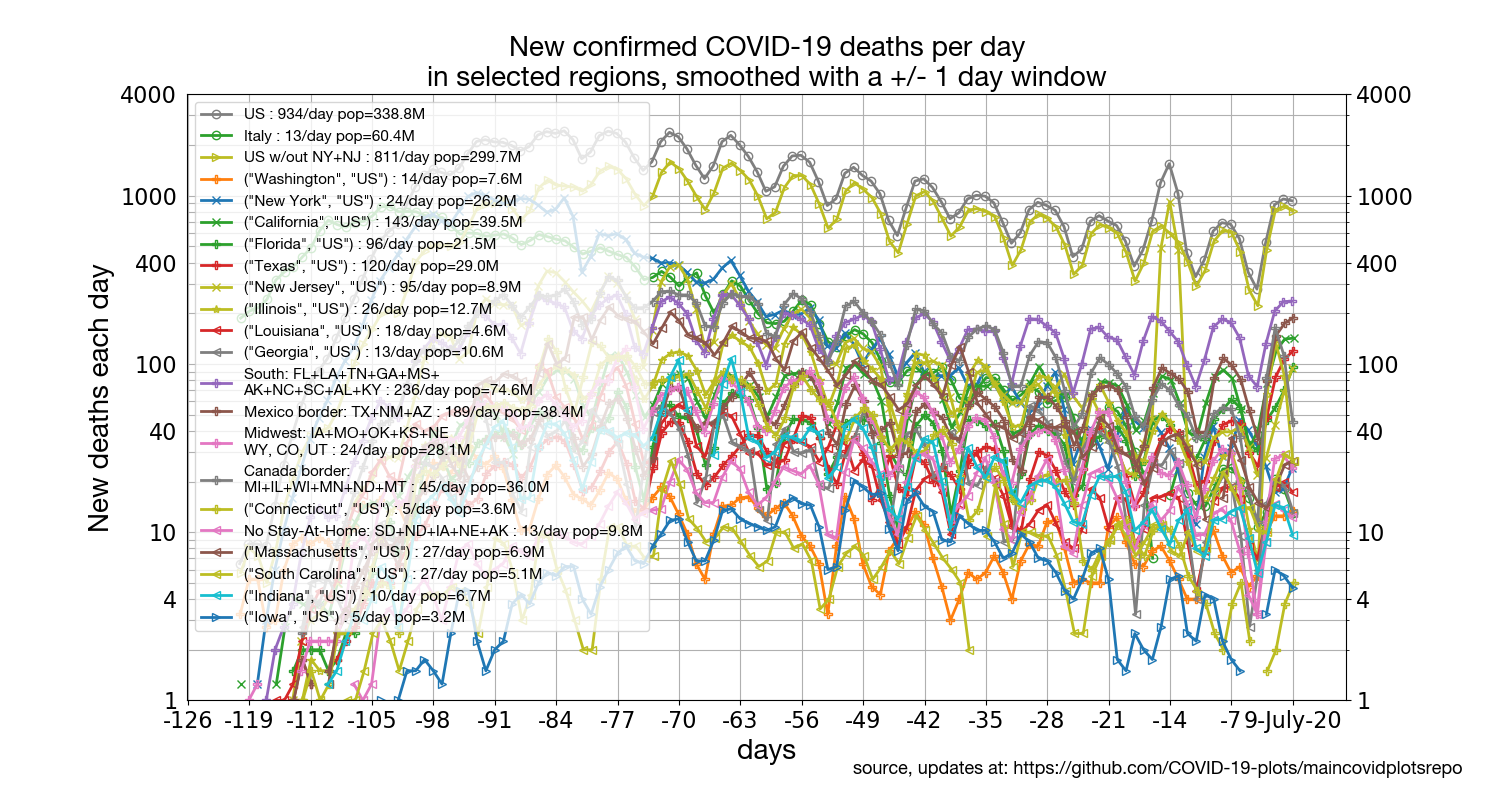 New confirmed COVID-19 deaths per day
in selected regions, smoothed with a +/- 1 day window
4000
1000
400
100
40
10
4
1
New deaths each day
US : 934/day pop=338.8M
Italy : 13/day pop=60.4M
US w/out NY+NJ : 811/day pop=299.7M
("Washington", "US") : 14/day pop=7.6M
("New York", "US") : 24/day pop=26.2M
("California", "US") : 143/day pop=39.5M
("Florida", "US") : 96/day pop=21.5M
("Texas", "US") : 120/day pop=29.0M
("New Jersey", "US") : 95/day pop=8.9M
("Illinois", "US") : 26/day pop=12.7M
("Louisiana", "US") : 18/day pop=4.6M
("Georgia", "US") : 13/day pop=10.6M
South: FL+LA+TN+GA+MS+
AK+NC+SC+AL+KY : 236/day pop=74.6M
Mexico border: TX+NM+AZ : 189/day pop=38.4M
Midwest: IA+MO+OK+KS+NE
WY, CO, UT : 24/day pop=28.1M
Canada border:
MI+IL+WI+MN+ND+MT : 45/day pop=36.0M
("Connecticut", "US") : 5/day pop=3.6M
No Stay-At-Home: SD+ND+IA+NE+AK : 13/day pop=9.8M
("Massachusetts", "US") : 27/day pop=6.9M
("South Carolina", "US") : 27/day pop=5.1M
("Indiana", "US") : 10/day pop=6.7M
("Iowa", "US") : 5/day pop=3.2M
4000
1000
400
100
40
10
4
1
-126 -119 -112 -105 -98 -91 -84 -77 -70 -63 -56 -49 -42 -35 -28 -21 -14 -7 9-July-20
days
source, updates at: https://github.com/COVID-19-plots/maincovidplotsrepo